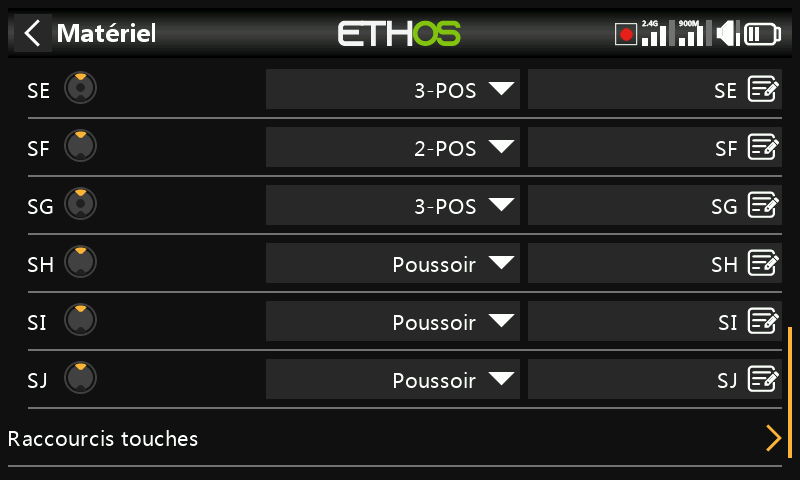 Matériel ETHOS 2.4G 900M
SE 3-POS SE
SF 2-POS SF
SG 3-POS SG
SH Poussoir SH
SI Poussoir SI
SJ Poussoir SJ
Raccourcis touches